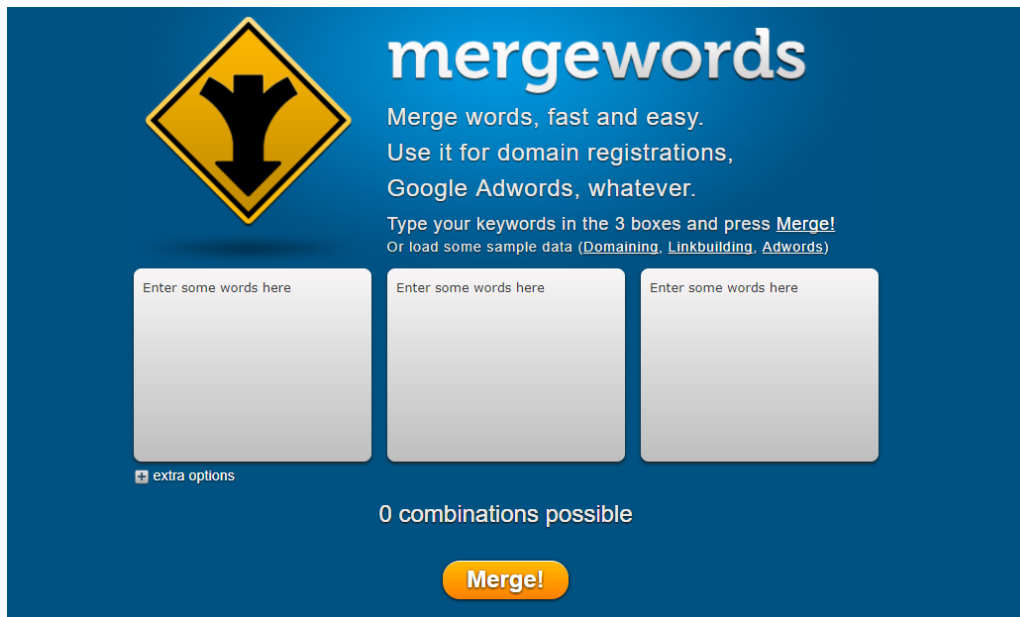 mergewords
Merge words, fast and easy.
Use it for domain registrations,
Google Adwords, whatever.
Type your keywords in the 3 boxes and press Merge!
Or load some sample data (Domaining, Linkbuilding, Adwords)
Enter some words here
Enter some words here
Enter some words here
extra options
0 combinations possible
Merge!